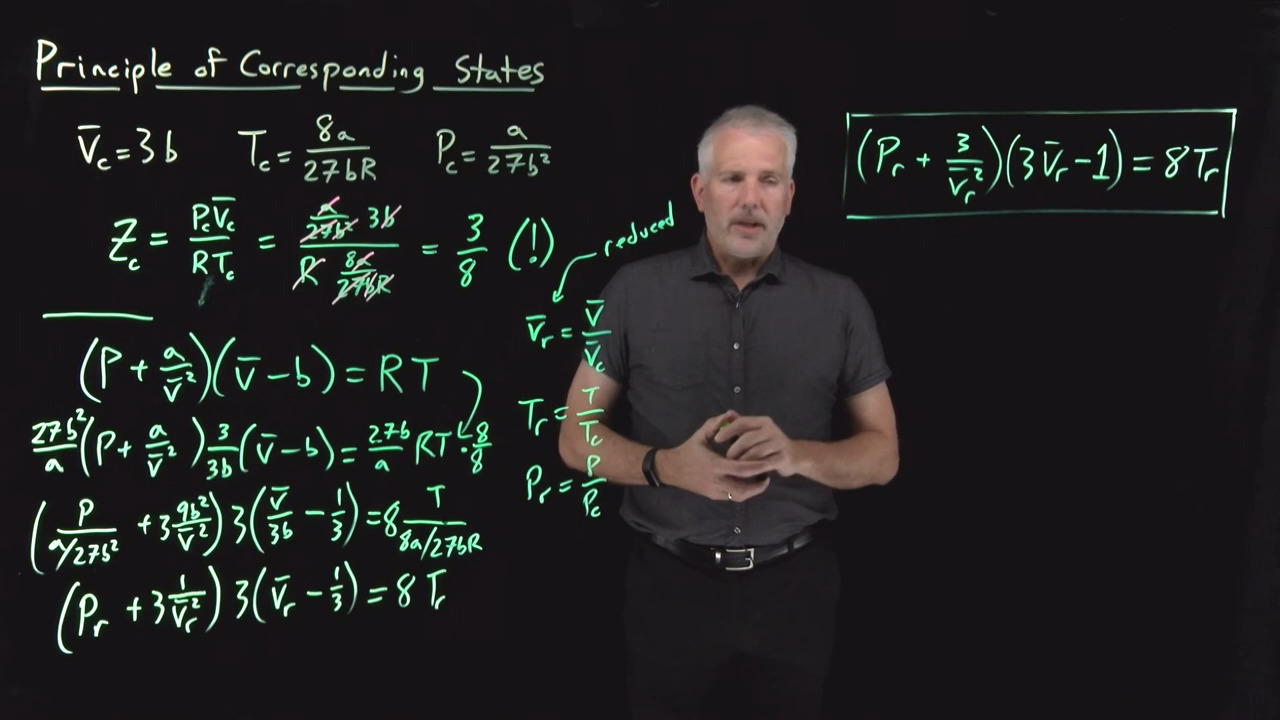 Principle of Corresponding States
V̄c = 3b    Tc = 8a/27bR    Pc = a/27b²
Zc = PcV̄c/RTc = (a/27b² 3b)/(R 8a/27bR) = 3/8 (!)
(P + a/V̄²)(V̄ − b) = RT
27b²/a (P + a/V̄²) 3/3b (V̄ − b) = 27b/a RT · 8/8
(P/(a/27b²) + 3 9b²/V̄²) 3(V̄/3b − 1/3) = 8 T/(8a/27bR)
(Pr + 3 1/V̄r²) 3(V̄r − 1/3) = 8 Tr
reduced
V̄r = V̄/V̄c
Tr = T/Tc
Pr = P/Pc
(Pr + 3/V̄r²)(3V̄r − 1) = 8Tr